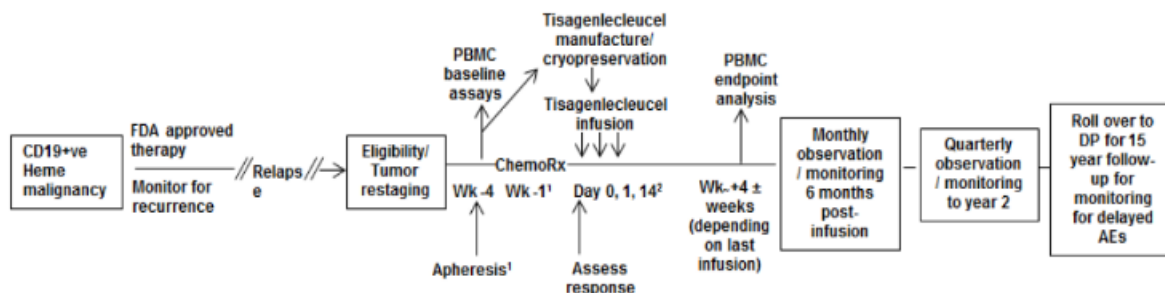 CD19+ve
Heme
malignancy
FDA approved
therapy
Monitor for
recurrence
Relaps
e
Eligibility/
Tumor
restaging
PBMC
baseline
assays
Tisagenlecleucel
manufacture/
cryopreservation
Tisagenlecleucel
infusion
ChemoRx
Wk -4 Wk -1¹ Day 0, 1, 14²
Apheresis¹
Assess
response
PBMC
endpoint
analysis
Wk~+4 ±
weeks
(depending
on last
infusion)
Monthly
observation
/ monitoring
6 months
post-
infusion
Quarterly
observation
/ monitoring
to year 2
Roll over to
DP for 15
year follow-
up for
monitoring
for delayed
AEs